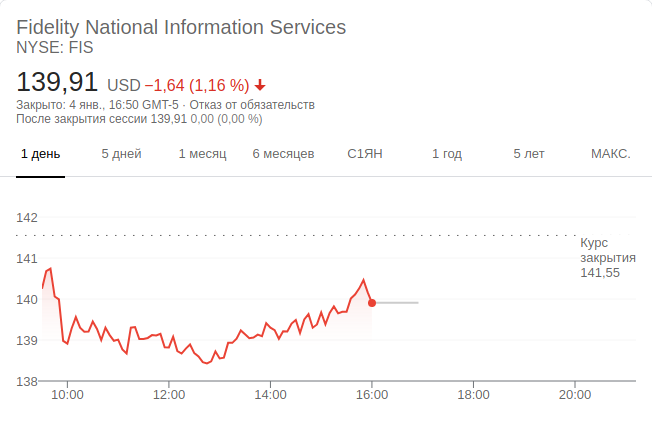 Fidelity National Information Services
NYSE: FIS
139,91 USD −1,64 (1,16 %)
Закрыто: 4 янв., 16:50 GMT-5 · Отказ от обязательств
После закрытия сессии 139,91 0,00 (0,00 %)
1 день 5 дней 1 месяц 6 месяцев С1ЯН 1 год 5 лет МАКС.
142
141
140
139
138
Курс
закрытия
141,55
10:00 12:00 14:00 16:00 18:00 20:00